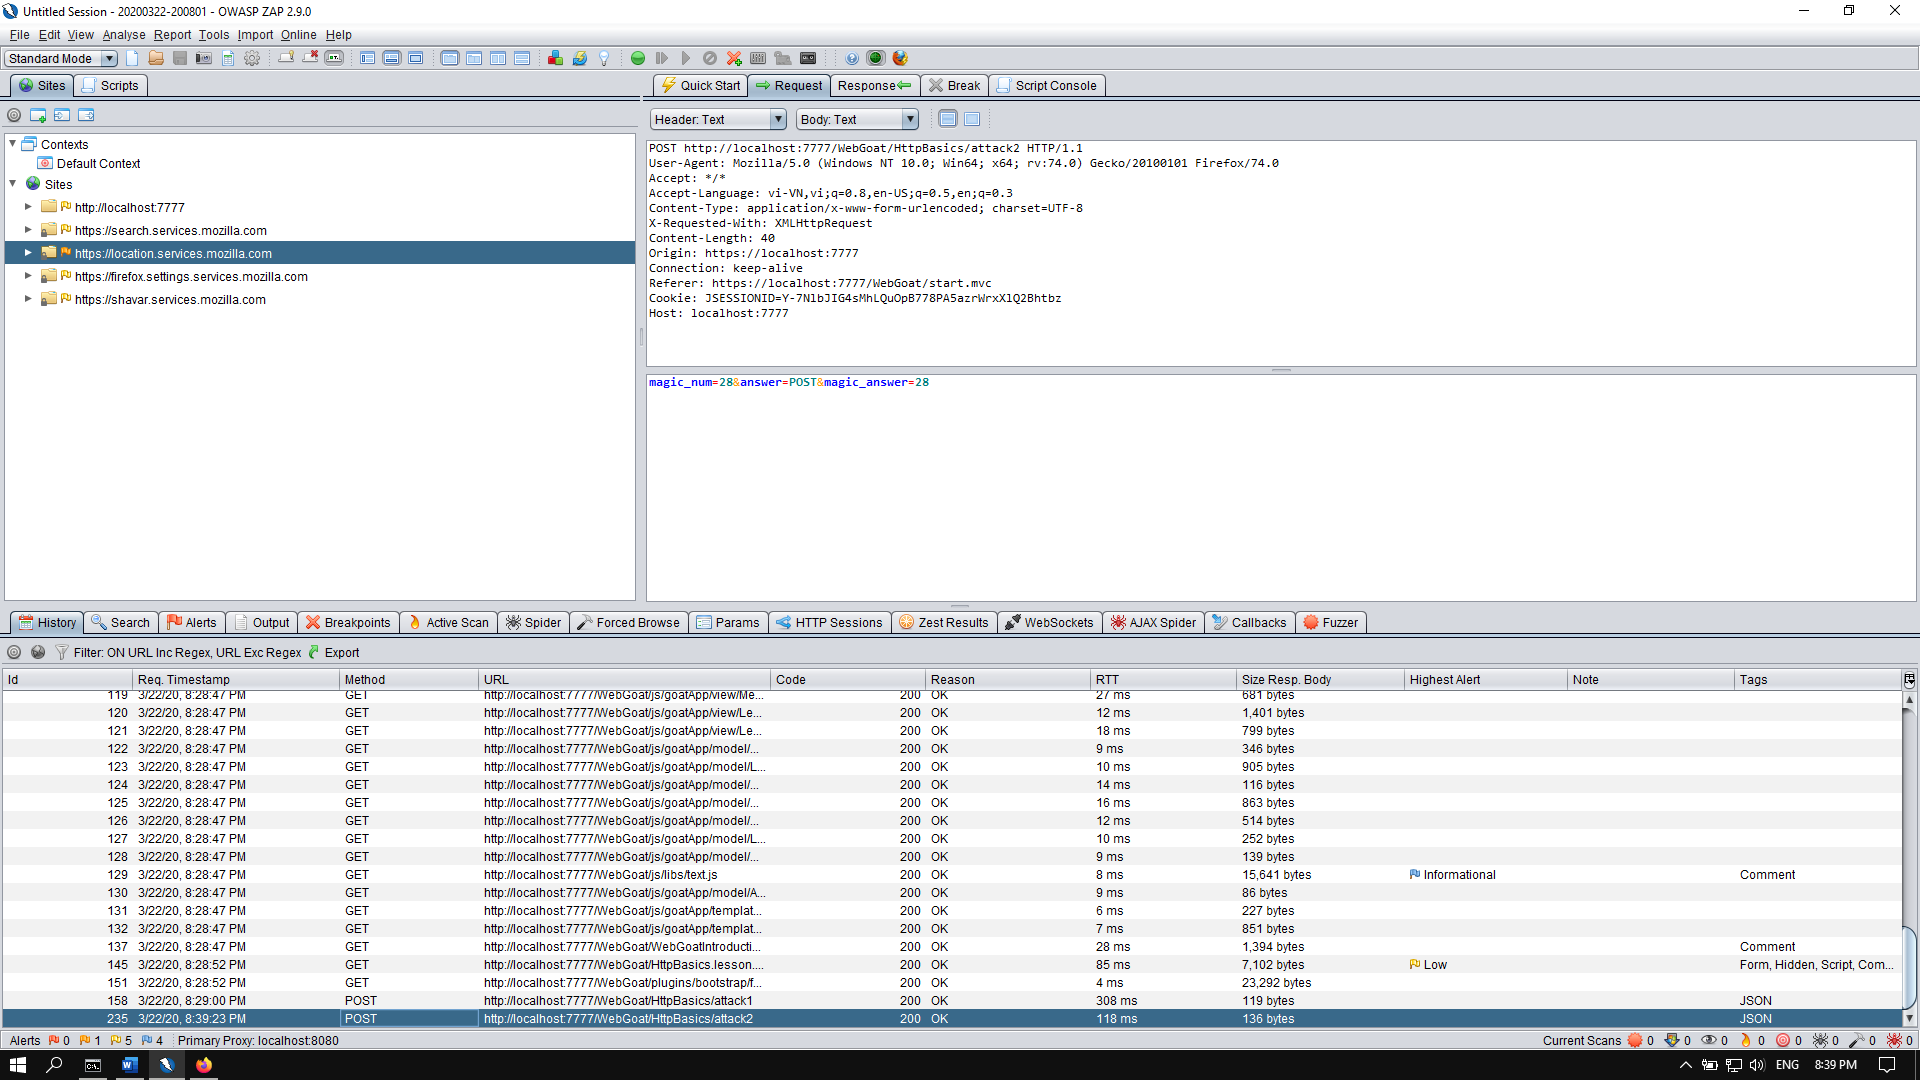 Untitled Session - 20200322-200801 - OWASP ZAP 2.9.0
File Edit View Analyse Report Tools Import Online Help
Standard Mode
Sites Scripts
Quick Start Request Response Break Script Console
Header: Text Body: Text
Contexts
Default Context
Sites
http://localhost:7777
https://search.services.mozilla.com
https://location.services.mozilla.com
https://firefox.settings.services.mozilla.com
https://shavar.services.mozilla.com
POST http://localhost:7777/WebGoat/HttpBasics/attack2 HTTP/1.1
User-Agent: Mozilla/5.0 (Windows NT 10.0; Win64; x64; rv:74.0) Gecko/20100101 Firefox/74.0
Accept: */*
Accept-Language: vi-VN,vi;q=0.8,en-US;q=0.5,en;q=0.3
Content-Type: application/x-www-form-urlencoded; charset=UTF-8
X-Requested-With: XMLHttpRequest
Content-Length: 40
Origin: https://localhost:7777
Connection: keep-alive
Referer: https://localhost:7777/WebGoat/start.mvc
Cookie: JSESSIONID=Y-7NlbJIG4sMhLQuOpB778PA5azrWrxXlQ2Bhtbz
Host: localhost:7777
magic_num=28&answer=POST&magic_answer=28
History Search Alerts Output Breakpoints Active Scan Spider Forced Browse Params HTTP Sessions Zest Results WebSockets AJAX Spider Callbacks Fuzzer
Filter: ON URL Inc Regex, URL Exc Regex Export
Id Req. Timestamp Method URL Code Reason RTT Size Resp. Body Highest Alert Note Tags
119 3/22/20, 8:28:47 PM GET http://localhost:7777/WebGoat/js/goatApp/view/Me... 200 OK 27 ms 681 bytes
120 3/22/20, 8:28:47 PM GET http://localhost:7777/WebGoat/js/goatApp/view/Le... 200 OK 12 ms 1,401 bytes
121 3/22/20, 8:28:47 PM GET http://localhost:7777/WebGoat/js/goatApp/view/Le... 200 OK 18 ms 799 bytes
122 3/22/20, 8:28:47 PM GET http://localhost:7777/WebGoat/js/goatApp/model/... 200 OK 9 ms 346 bytes
123 3/22/20, 8:28:47 PM GET http://localhost:7777/WebGoat/js/goatApp/model/L... 200 OK 10 ms 905 bytes
124 3/22/20, 8:28:47 PM GET http://localhost:7777/WebGoat/js/goatApp/model/... 200 OK 14 ms 116 bytes
125 3/22/20, 8:28:47 PM GET http://localhost:7777/WebGoat/js/goatApp/model/... 200 OK 16 ms 863 bytes
126 3/22/20, 8:28:47 PM GET http://localhost:7777/WebGoat/js/goatApp/model/... 200 OK 12 ms 514 bytes
127 3/22/20, 8:28:47 PM GET http://localhost:7777/WebGoat/js/goatApp/model/L... 200 OK 10 ms 252 bytes
128 3/22/20, 8:28:47 PM GET http://localhost:7777/WebGoat/js/goatApp/model/... 200 OK 9 ms 139 bytes
129 3/22/20, 8:28:47 PM GET http://localhost:7777/WebGoat/js/libs/text.js 200 OK 8 ms 15,641 bytes Informational Comment
130 3/22/20, 8:28:47 PM GET http://localhost:7777/WebGoat/js/goatApp/model/A... 200 OK 9 ms 86 bytes
131 3/22/20, 8:28:47 PM GET http://localhost:7777/WebGoat/js/goatApp/templat... 200 OK 6 ms 227 bytes
132 3/22/20, 8:28:47 PM GET http://localhost:7777/WebGoat/js/goatApp/templat... 200 OK 7 ms 851 bytes
137 3/22/20, 8:28:47 PM GET http://localhost:7777/WebGoat/WebGoatIntroducti... 200 OK 28 ms 1,394 bytes Comment
145 3/22/20, 8:28:52 PM GET http://localhost:7777/WebGoat/HttpBasics.lesson.... 200 OK 85 ms 7,102 bytes Low Form, Hidden, Script, Com...
151 3/22/20, 8:28:52 PM GET http://localhost:7777/WebGoat/plugins/bootstrap/f... 200 OK 4 ms 23,292 bytes
158 3/22/20, 8:29:00 PM POST http://localhost:7777/WebGoat/HttpBasics/attack1 200 OK 308 ms 119 bytes JSON
235 3/22/20, 8:39:23 PM POST http://localhost:7777/WebGoat/HttpBasics/attack2 200 OK 118 ms 136 bytes JSON
Alerts 0 1 5 4 Primary Proxy: localhost:8080 Current Scans 0 0 0 0 0 0 0 0
ENG 8:39 PM